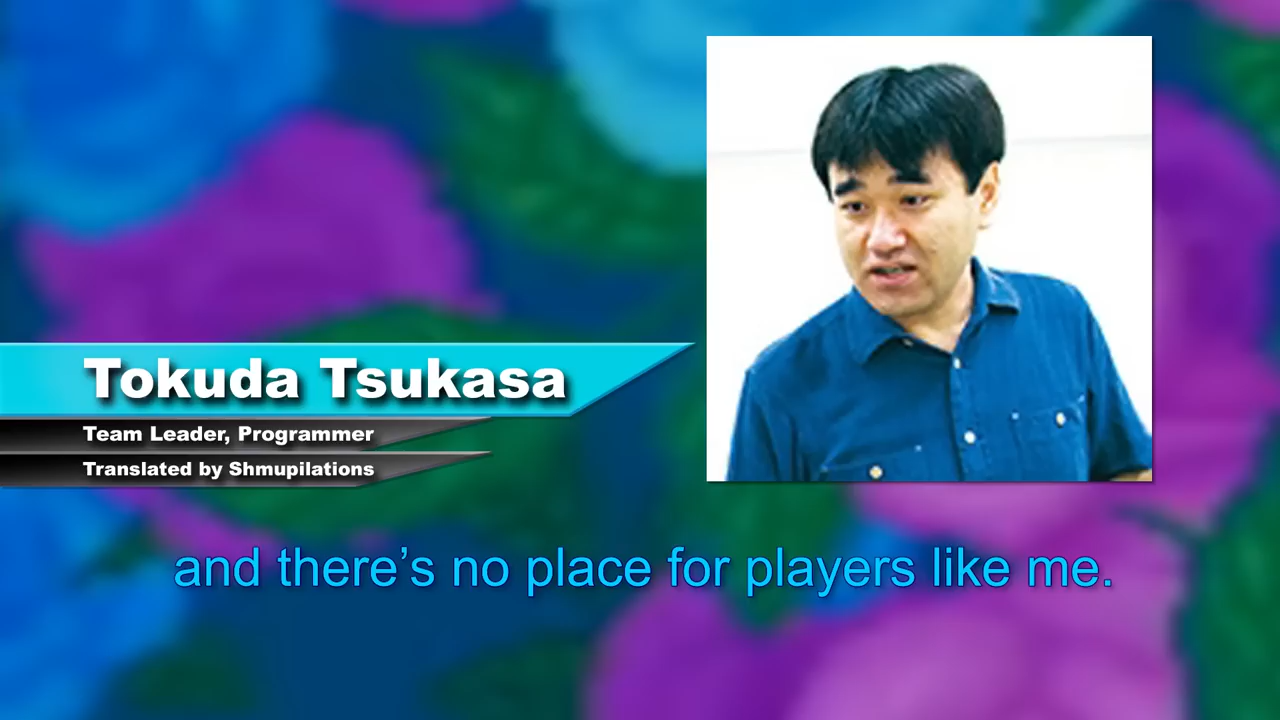 Tokuda Tsukasa
Team Leader, Programmer
Translated by Shmupilations
and there’s no place for players like me.